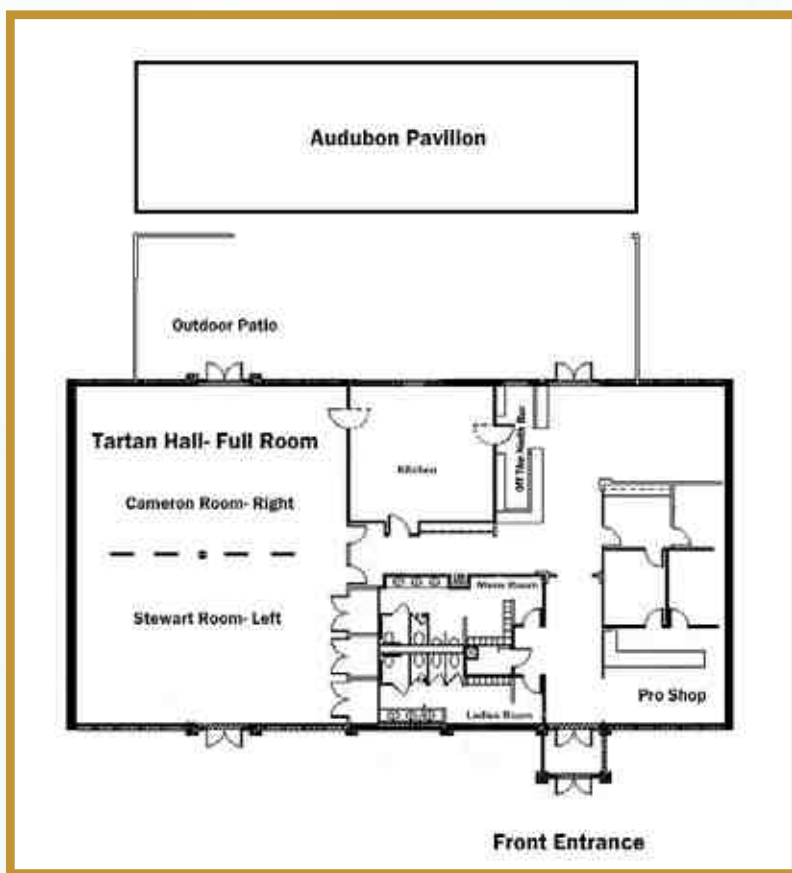 Audubon Pavilion
Outdoor Patio
Tartan Hall- Full Room
Kitchen
Off The Neck Bar
Cameron Room- Right
Stewart Room- Left
Mens Room
Ladies Room
Pro Shop
Front Entrance